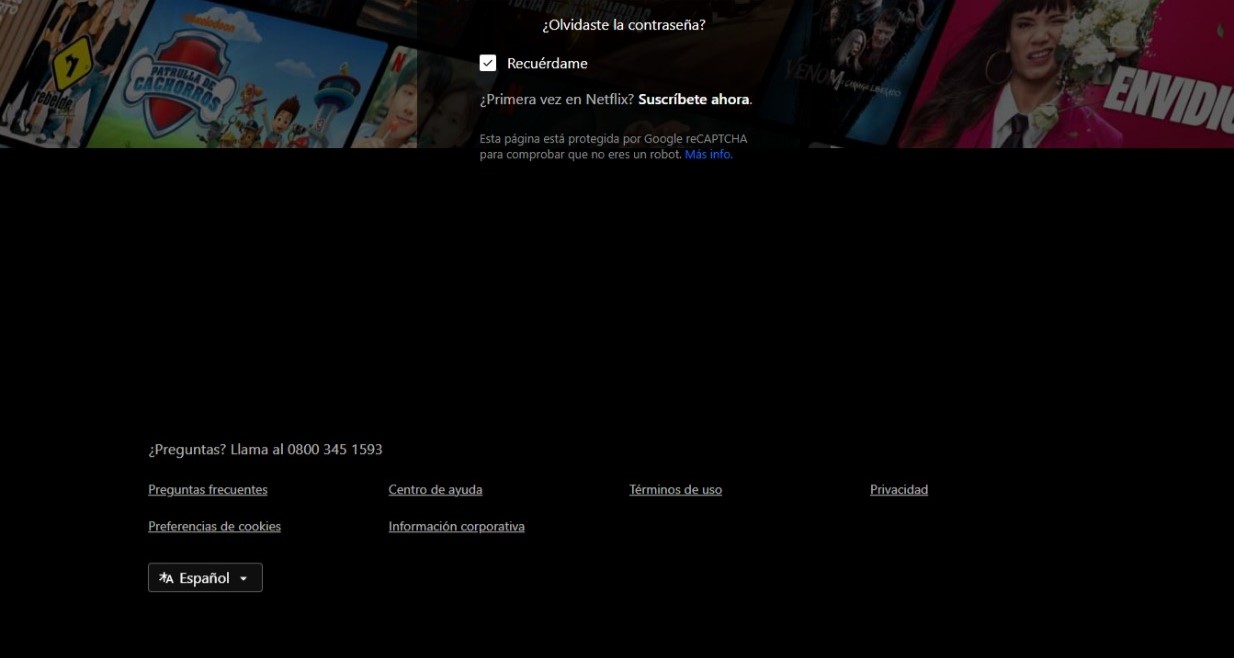 nickelodeon
¿Olvidaste la contraseña?
Recuérdame
PATRULLA DE
CACHORROS
rebelde
N
VENOM
ENVIDIO
¿Primera vez en Netflix? Suscríbete ahora.
Esta página está protegida por Google reCAPTCHA
para comprobar que no eres un robot. Más info.
¿Preguntas? Llama al 0800 345 1593
Preguntas frecuentes
Centro de ayuda
Términos de uso
Privacidad
Preferencias de cookies
Información corporativa
Español